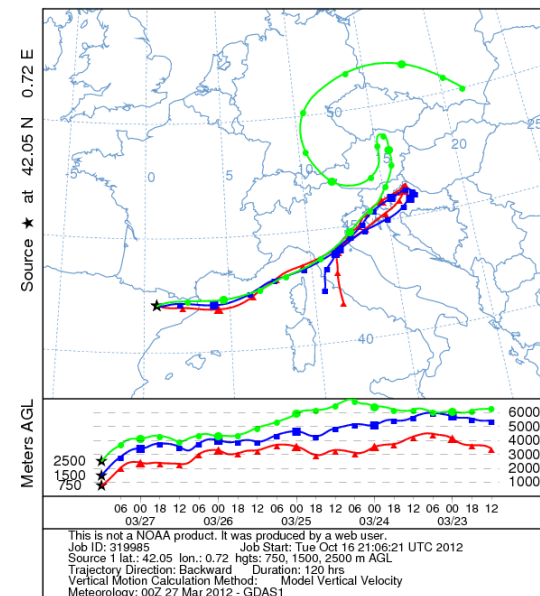 Source ★ at 42.05 N 0.72 E
-5
0
5
10
15
20
25
50
40
Meters AGL
2500
1500
750
6000
5000
4000
3000
2000
1000
06 00 18 12 06 00 18 12 06 00 18 12 06 00 18 12 06 00 18 12
03/27 03/26 03/25 03/24 03/23
This is not a NOAA product. It was produced by a web user.
Job ID: 319985 Job Start: Tue Oct 16 21:06:21 UTC 2012
Source 1 lat.: 42.05 lon.: 0.72 hgts: 750, 1500, 2500 m AGL
Trajectory Direction: Backward Duration: 120 hrs
Vertical Motion Calculation Method: Model Vertical Velocity
Meteorology: 00Z 27 Mar 2012 - GDAS1